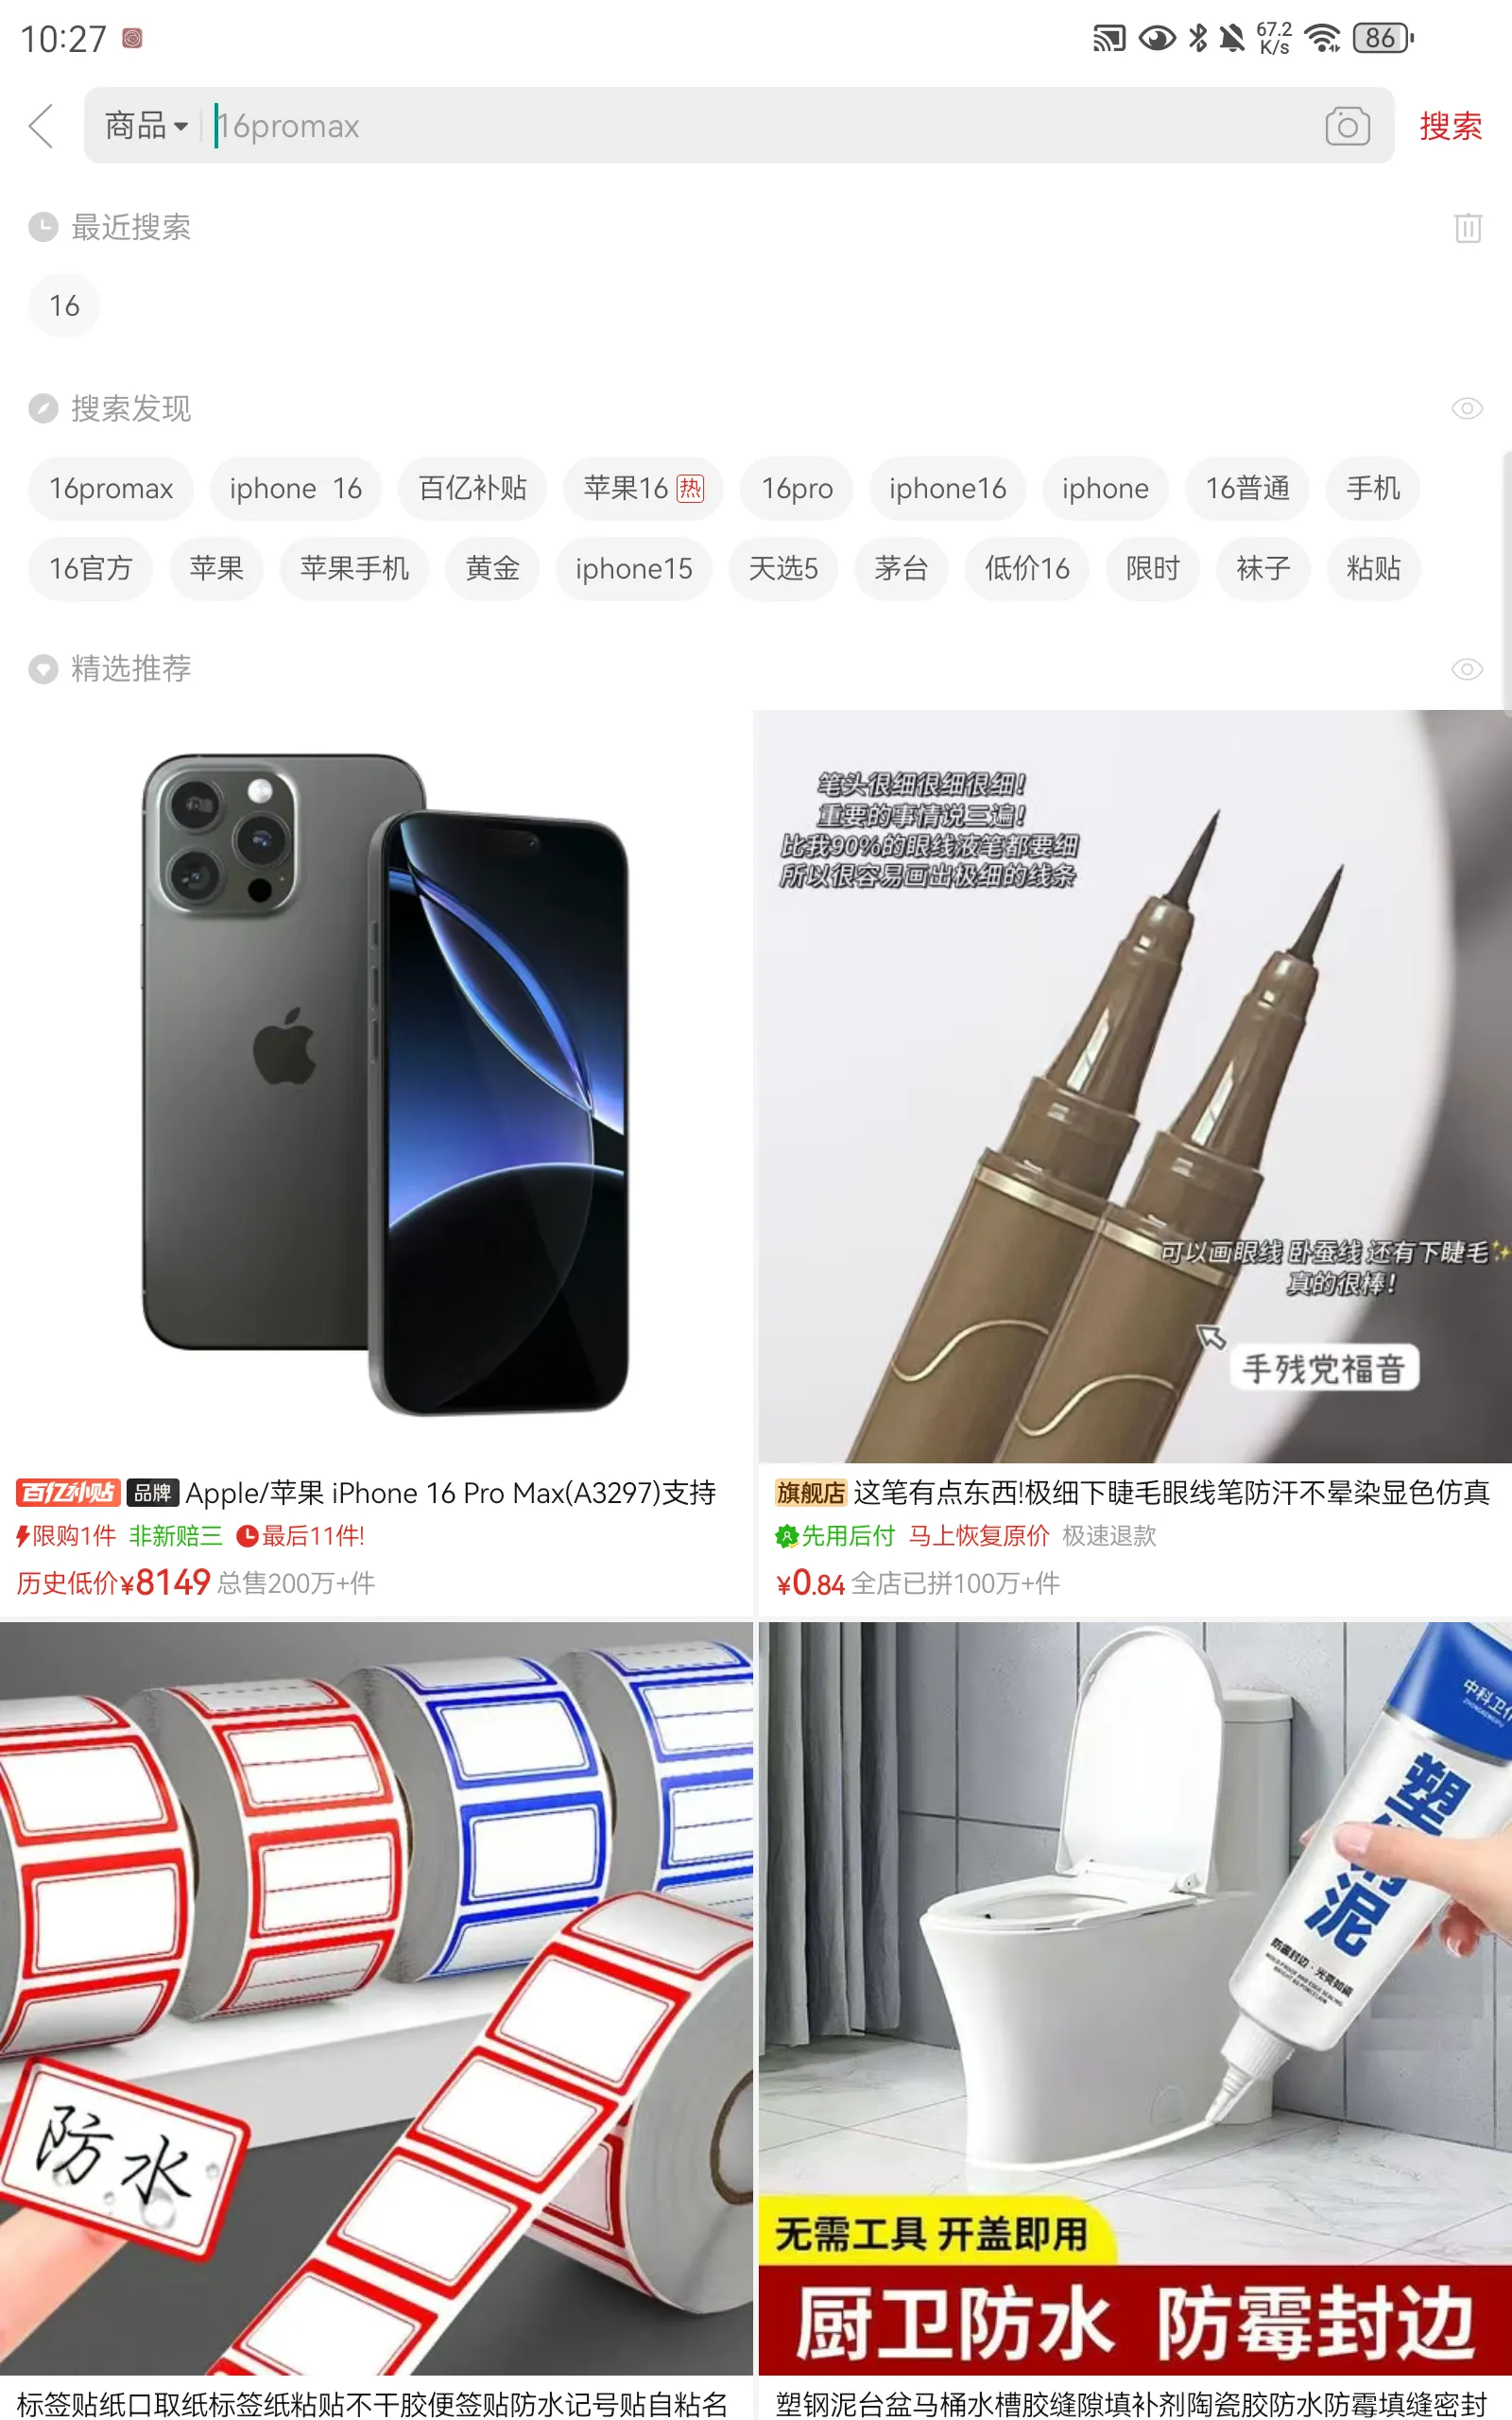 10:27
67.2
K/s
86
商品
16promax
搜索
最近搜索
16
搜索发现
16promax
iphone 16
百亿补贴
苹果16 热
16pro
iphone16
iphone
16普通
手机
16官方
苹果
苹果手机
黄金
iphone15
天选5
茅台
低价16
限时
袜子
粘贴
精选推荐
笔头很细很细很细!
重要的事情说三遍!
比我90%的眼线液笔都要细
所以很容易画出极细的线条
可以画眼线 卧蚕线 还有下睫毛
真的很棒!
手残党福音
百亿补贴 品牌 Apple/苹果 iPhone 16 Pro Max(A3297)支持
限购1件 非新赔三 最后11件!
历史低价¥8149 总售200万+件
旗舰店 这笔有点东西!极细下睫毛眼线笔防汗不晕染显色仿真
先用后付 马上恢复原价 极速退款
¥0.84 全店已拼100万+件
防水
中科卫
塑
泥
防霉封边·光亮如瓷
无需工具 开盖即用
厨卫防水 防霉封边
标签贴纸口取纸标签纸粘贴不干胶便签贴防水记号贴自粘名
塑钢泥台盆马桶水槽胶缝隙填补剂陶瓷胶防水防霉填缝密封